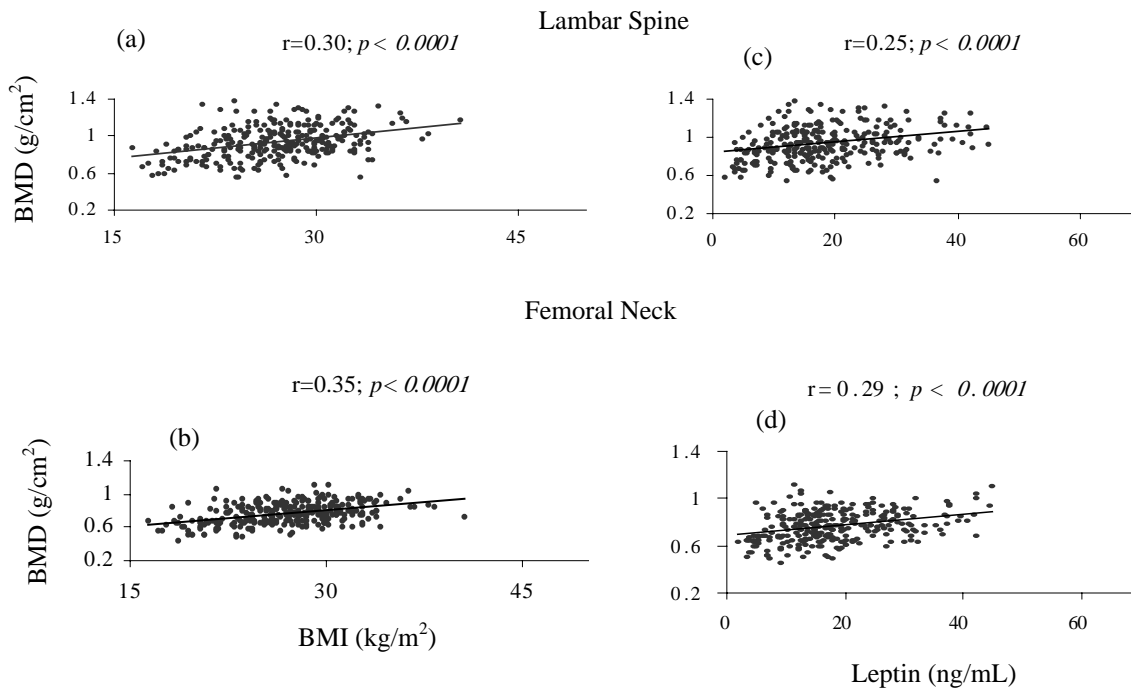 Lambar Spine
(a)
r=0.30; p< 0.0001
BMD (g/cm²)
1.4
1
0.6
0.2
15
30
45
(c)
r=0.25; p< 0.0001
1.4
1
0.6
0.2
0
20
40
60
Femoral Neck
r=0.35; p< 0.0001
(b)
BMD (g/cm²)
1.4
1
0.6
0.2
15
30
45
BMI (kg/m²)
r= 0.29 ; p < 0.0001
(d)
1.4
1
0.6
0.2
0
20
40
60
Leptin (ng/mL)